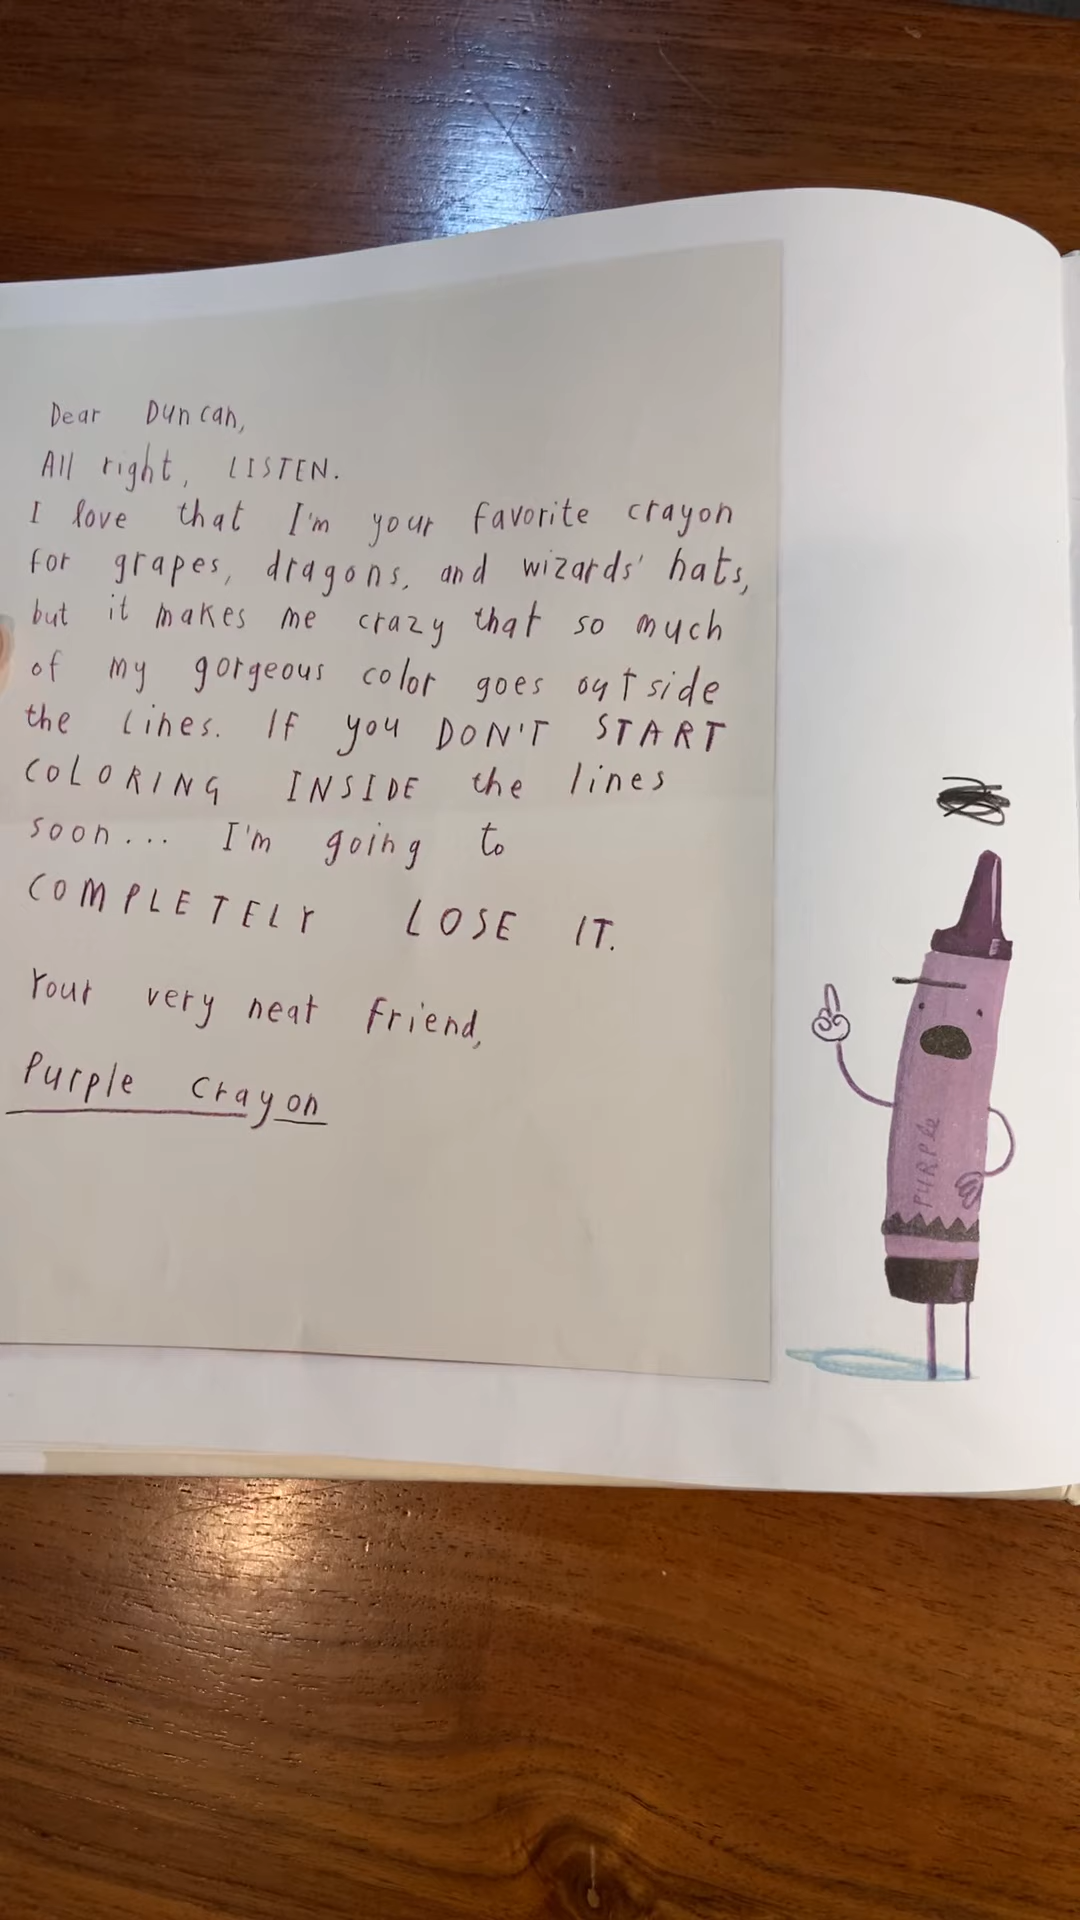 Dear Duncan,
All right, LISTEN.
I love that I'm your favorite crayon
for grapes, dragons, and wizards' hats,
but it makes me crazy that so much
of my gorgeous color goes outside
the lines. If you DON'T START
COLORING INSIDE the lines
soon... I'm going to
COMPLETELY LOSE IT.
Your very neat friend,
Purple Crayon
PURPLE